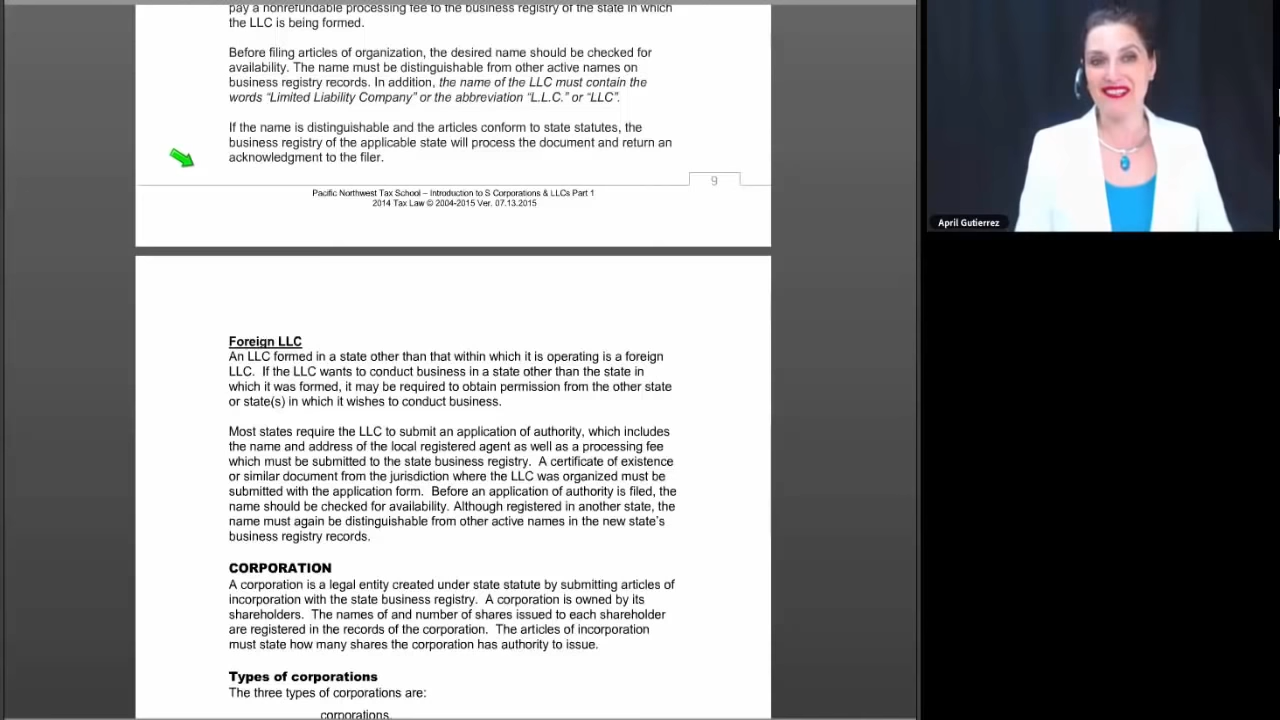 pay a nonrefundable processing fee to the business registry of the state in which
the LLC is being formed.
Before filing articles of organization, the desired name should be checked for
availability. The name must be distinguishable from other active names on
business registry records. In addition, the name of the LLC must contain the
words “Limited Liability Company” or the abbreviation “L.L.C.” or “LLC”.
If the name is distinguishable and the articles conform to state statutes, the
business registry of the applicable state will process the document and return an
acknowledgment to the filer.
9
Pacific Northwest Tax School – Introduction to S Corporations & LLCs Part 1
2014 Tax Law © 2004-2015 Ver. 07.13.2015
April Gutierrez
Foreign LLC
An LLC formed in a state other than that within which it is operating is a foreign
LLC. If the LLC wants to conduct business in a state other than the state in
which it was formed, it may be required to obtain permission from the other state
or state(s) in which it wishes to conduct business.
Most states require the LLC to submit an application of authority, which includes
the name and address of the local registered agent as well as a processing fee
which must be submitted to the state business registry. A certificate of existence
or similar document from the jurisdiction where the LLC was organized must be
submitted with the application form. Before an application of authority is filed, the
name should be checked for availability. Although registered in another state, the
name must again be distinguishable from other active names in the new state’s
business registry records.
CORPORATION
A corporation is a legal entity created under state statute by submitting articles of
incorporation with the state business registry. A corporation is owned by its
shareholders. The names of and number of shares issued to each shareholder
are registered in the records of the corporation. The articles of incorporation
must state how many shares the corporation has authority to issue.
Types of corporations
The three types of corporations are:
corporations